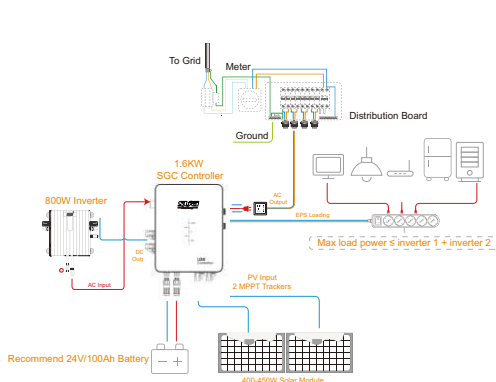 To Grid
Meter
Distribution Board
Ground
1.6KW
SGC Controller
AC
Output
800W Inverter
EPS Loading
DC
Max load power ≤ inverter 1 + inverter 2
AC Input
PV Input
2 MPPT Trackers
Recommend 24V/100Ah Battery
400-450W Solar Module